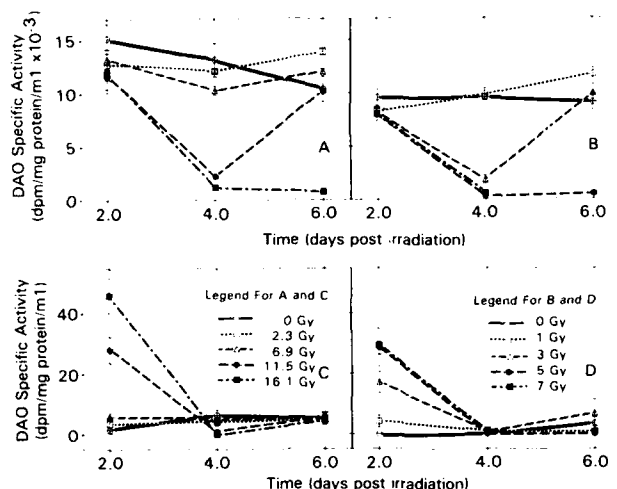 DAO Specific Activity
(dpm/mg protein/m1 x10⁻³)
15
10
5
0
A
B
2.0 4.0 6.0 2.0 4.0 6.0
Time (days post irradiation)
DAO Specific Activity
(dpm/mg protein/m1)
40
20
0
Legend For A and C
0 Gy
2.3 Gy
6.9 Gy
11.5 Gy
16.1 Gy
C
Legend for B and D
0 Gy
1 Gy
3 Gy
5 Gy
7 Gy
D
2.0 4.0 6.0 2.0 4.0 6.0
Time (days post irradiation)